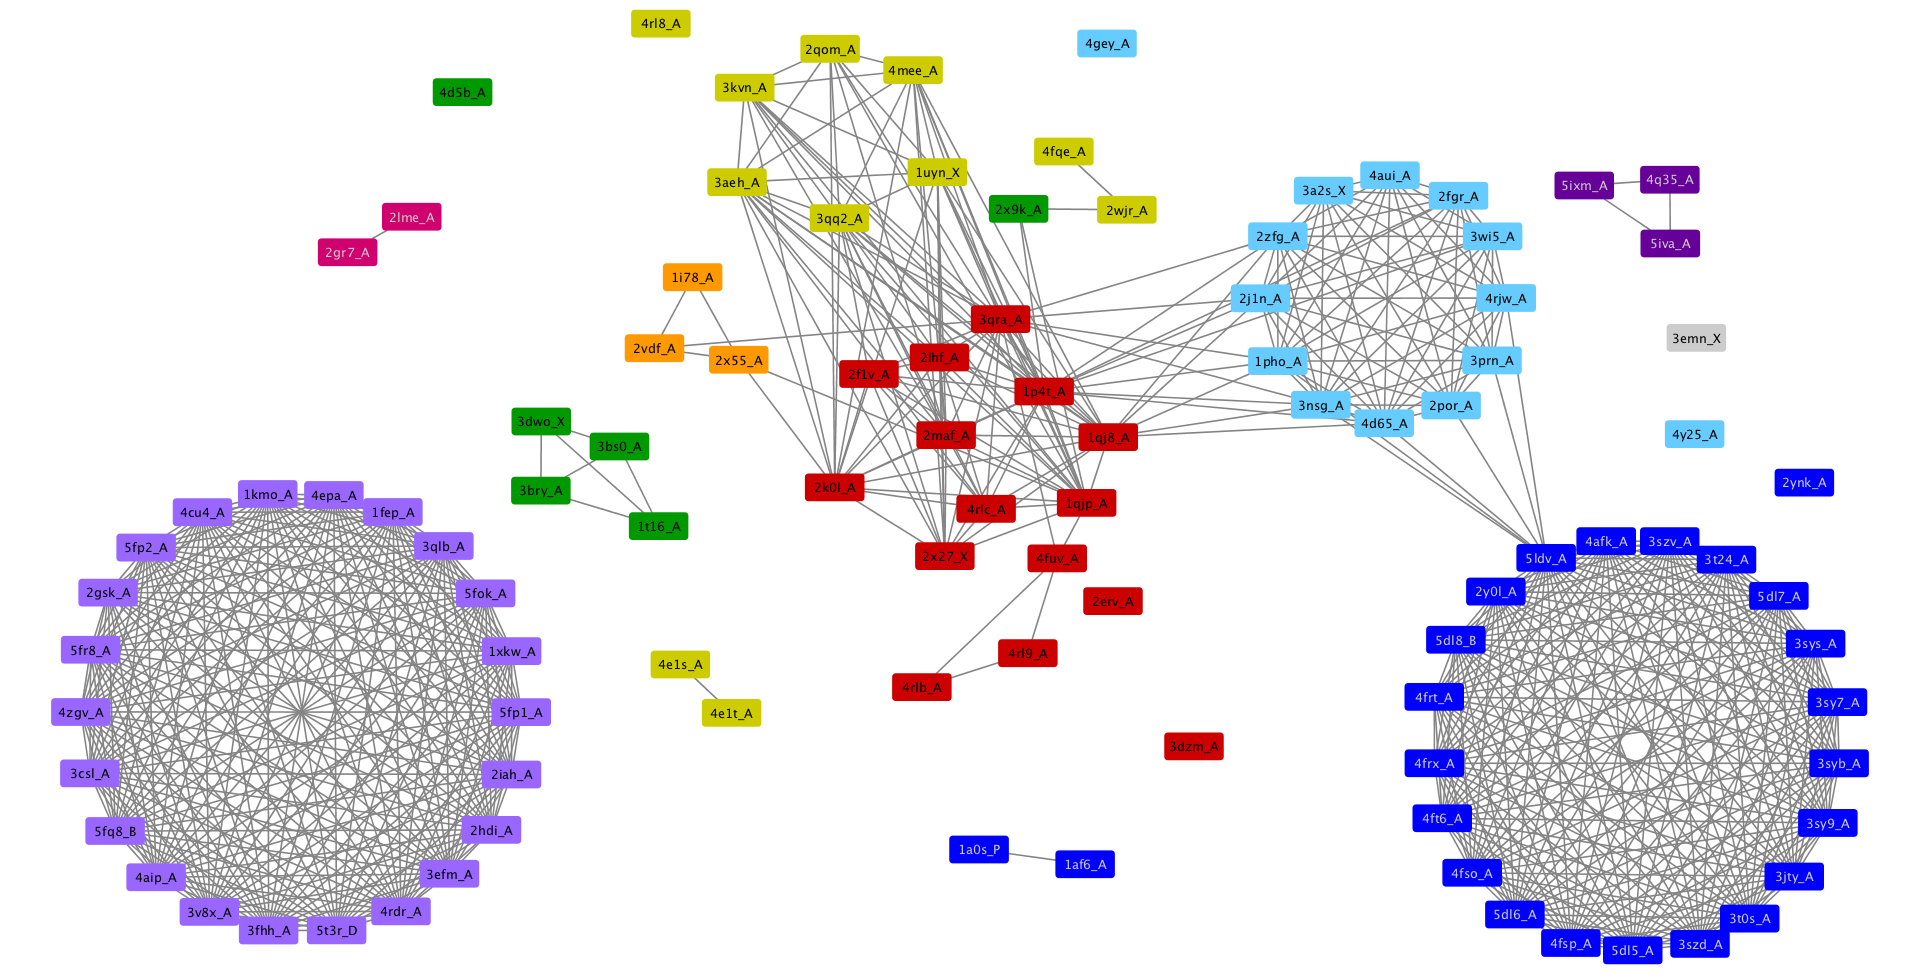 4rl8_A
2qom_A
4gey_A
4mee_A
3kvn_A
4d5b_A
4fqe_A
1uyn_X
4aui_A
4q35_A
3aeh_A
5ixm_A
3a2s_X
2fgr_A
2x9k_A
2wjr_A
2lme_A
3qq2_A
2zfg_A
3wi5_A
5iva_A
2gr7_A
1i78_A
2j1n_A
4rjw_A
3qra_A
3emn_X
2vdf_A
2x55_A
2lhf_A
1pho_A
3prn_A
2f1v_A
1p4t_A
3nsg_A
2por_A
3dwo_X
4d65_A
4y25_A
2maf_A
1qj8_A
3bs0_A
2ynk_A
2k0l_A
3bry_A
1kmo_A
4epa_A
1qjp_A
4rlc_A
4cu4_A
1fep_A
1t16_A
4afk_A
3szv_A
5fp2_A
3qlb_A
2x27_X
4fuv_A
5ldv_A
3t24_A
2gsk_A
5fok_A
2erv_A
2y0l_A
5dl7_A
5dl8_B
3sys_A
5fr8_A
1xkw_A
4rl9_A
4e1s_A
4rlb_A
4frt_A
3sy7_A
4zgv_A
5fp1_A
4e1t_A
3dzm_A
4frx_A
3syb_A
3csl_A
2iah_A
4ft6_A
3sy9_A
5fq8_B
2hdi_A
1a0s_P
1af6_A
4fso_A
3jty_A
4aip_A
3efm_A
3v8x_A
4rdr_A
5dl6_A
3t0s_A
3fhh_A
5t3r_D
4fsp_A
5dl5_A
3szd_A